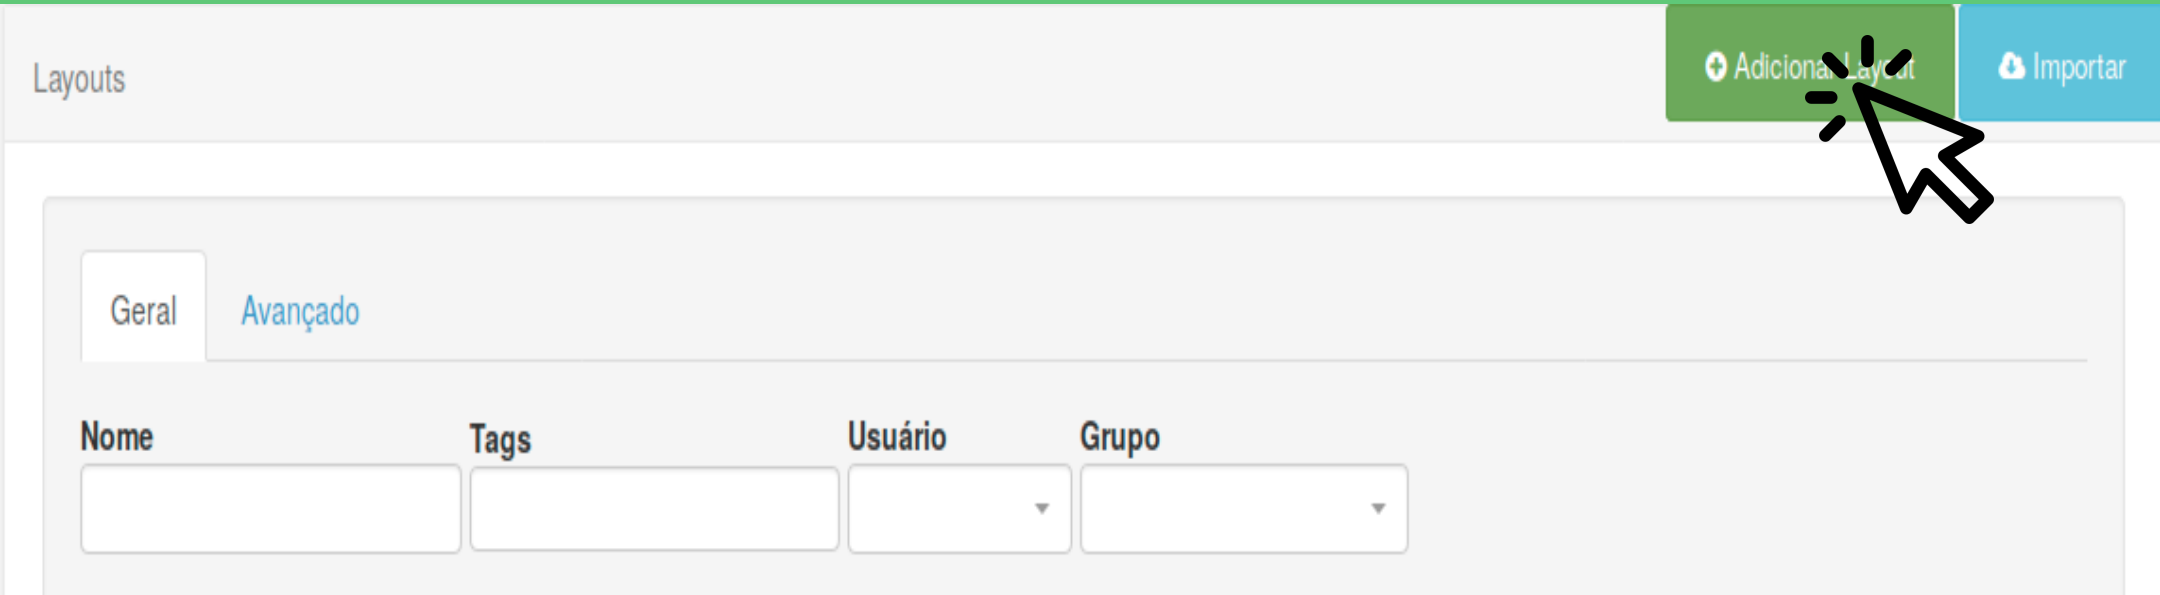 Layouts
Adicionar Layout
Importar
Geral
Avançado
Nome
Tags
Usuário
Grupo